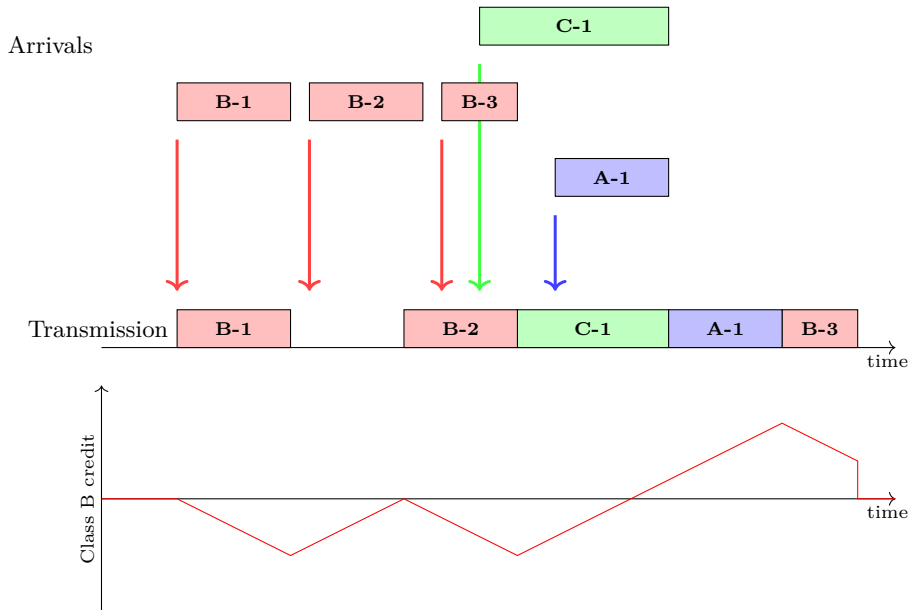 C-1
Arrivals
B-1
B-2
B-3
A-1
Transmission
B-1
B-2
C-1
A-1
B-3
time
Class B credit
time